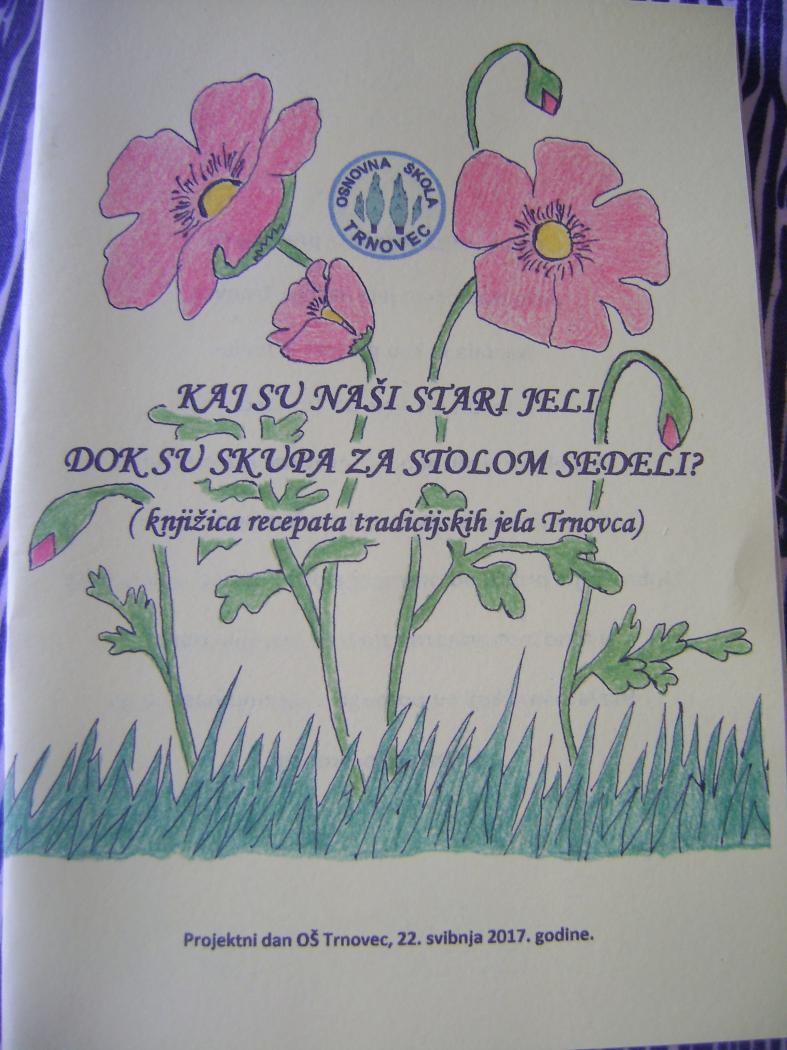 OSNOVNA ŠKOLA
TRNOVEC
KAJ SU NAŠI STARI JELI
DOK SU SKUPA ZA STOLOM SEDELI?
( knjižica recepata tradicijskih jela Trnovca)
Projektni dan OŠ Trnovec, 22. svibnja 2017. godine.